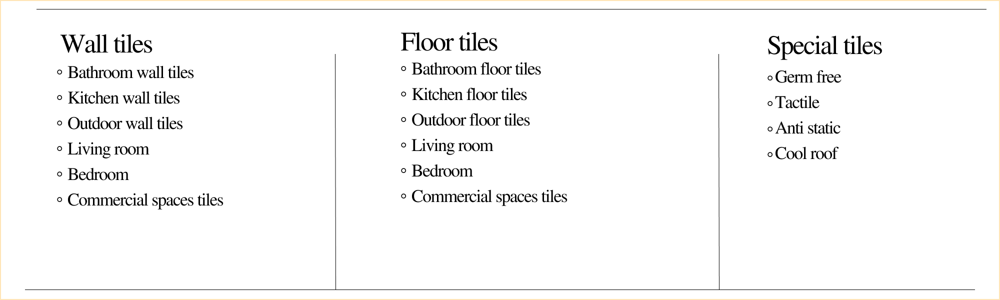 Wall tiles
Bathroom wall tiles
Kitchen wall tiles
Outdoor wall tiles
Living room
Bedroom
Commercial spaces tiles
Floor tiles
Bathroom floor tiles
Kitchen floor tiles
Outdoor floor tiles
Living room
Bedroom
Commercial spaces tiles
Special tiles
Germ free
Tactile
Anti static
Cool roof